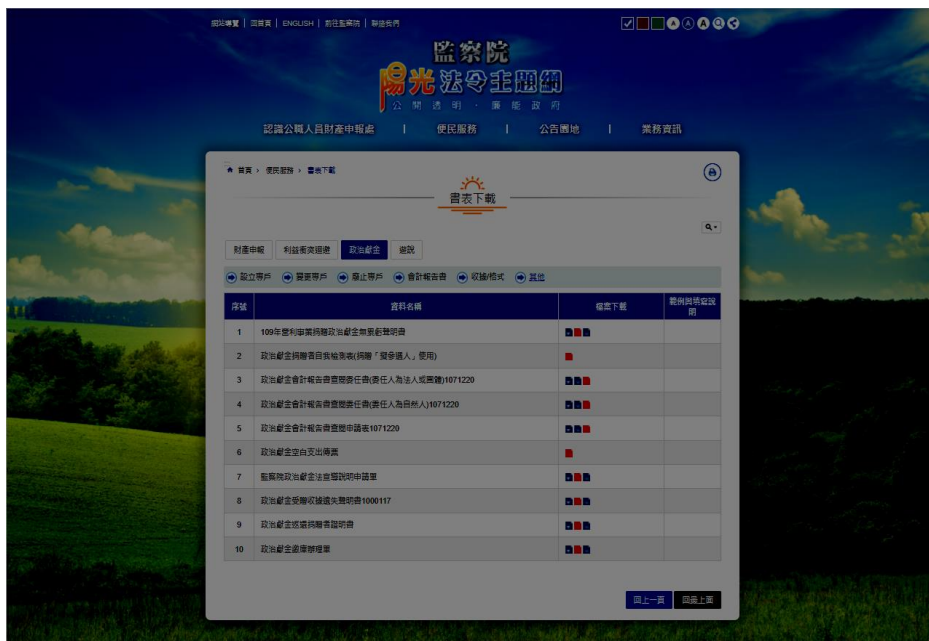 網站導覽 | 回首頁 | ENGLISH | 前往監察院 | 聯絡我們
A A A
監察院
陽光法令主題網
公開透明．廉能政府
認識公職人員財產申報處 | 便民服務 | 公告園地 | 業務資訊
首頁 › 便民服務 › 書表下載
書表下載
財產申報 利益衝突迴避 政治獻金 遊說
設立專戶 變更專戶 廢止專戶 會計報告書 收據/格式 其他
序號 資料名稱 檔案下載 範例與填寫說明
1 109年營利事業捐贈政治獻金無累積虧損聲明書
2 政治獻金捐贈者自我檢測表(捐贈「擬參選人」使用)
3 政治獻金會計報告書查閱委任書(委任人為法人或團體)1071220
4 政治獻金會計報告書查閱委任書(委任人為自然人)1071220
5 政治獻金會計報告書查閱申請表1071220
6 政治獻金空白支出傳票
7 監察院政治獻金法宣導說明申請單
8 政治獻金受贈收據遺失聲明書1000117
9 政治獻金返還捐贈者證明書
10 政治獻金繳庫辦理單
回上一頁 回最上面